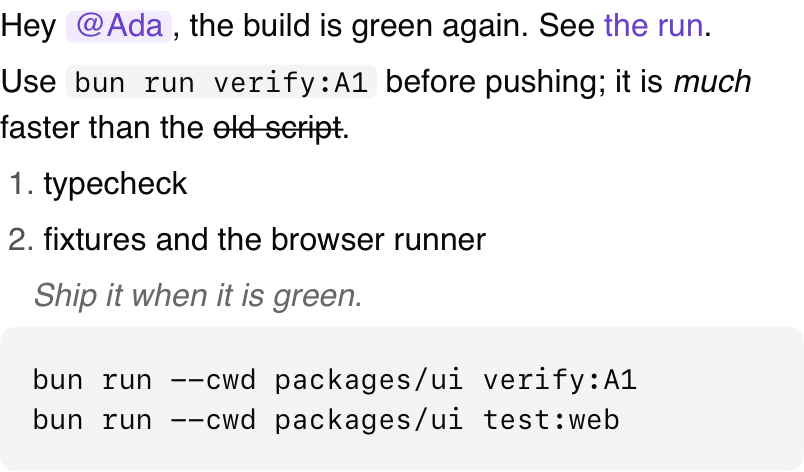 Hey @Ada, the build is green again. See the run.
Use bun run verify:A1 before pushing; it is much
faster than the old script.
1. typecheck
2. fixtures and the browser runner
Ship it when it is green.
bun run --cwd packages/ui verify:A1
bun run --cwd packages/ui test:web